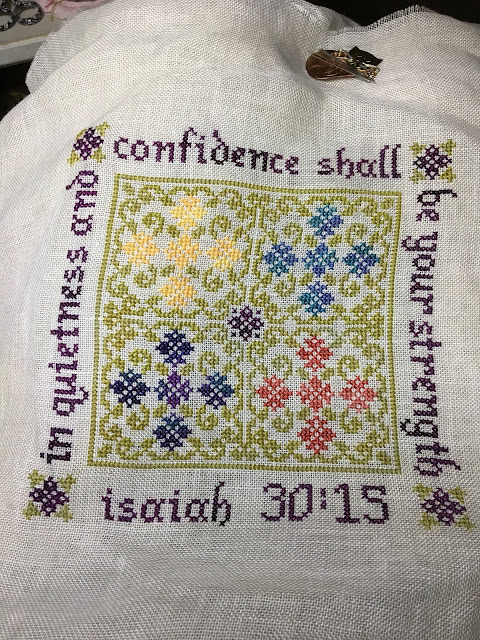 in quietness and
confidence shall
be your strength
isaiah 30:15